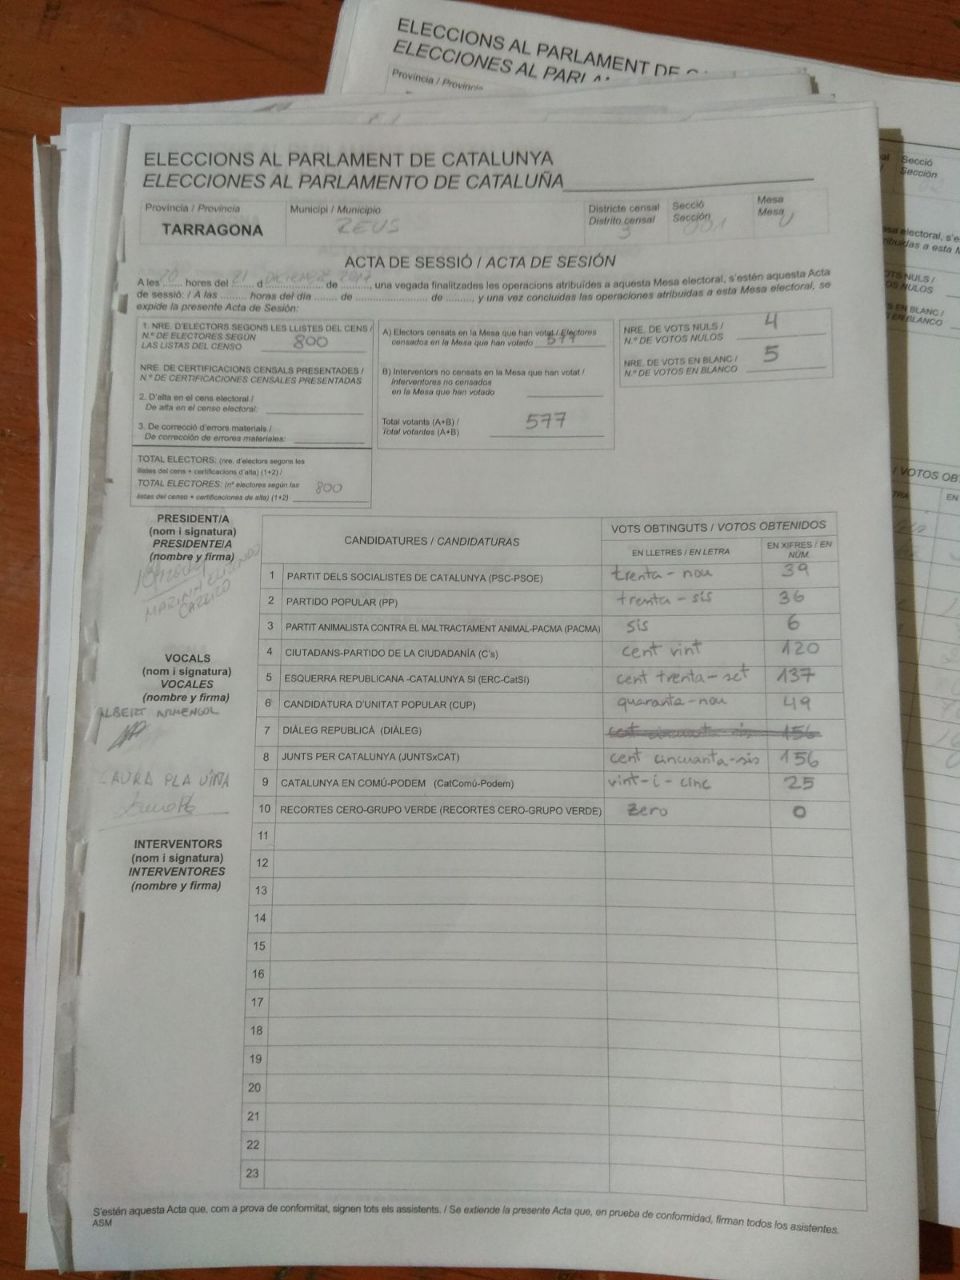 ELECCIONS AL PARLAMENT DE
ELECCIONES AL
Província / Provincia
Secció
Sección
ELECCIONS AL PARLAMENT DE CATALUNYA
ELECCIONES AL PARLAMENTO DE CATALUÑA
Província / Provincia
TARRAGONA
Municipi / Municipio
REUS
Districte censal
Distrito censal
3
Secció
Sección
001
Mesa
Mesa
U
ACTA DE SESSIÓ / ACTA DE SESIÓN
A les 20 hores del 21 d DICIEMBRE 2017 de ........, una vegada finalitzades les operacions atribuïdes a aquesta Mesa electoral, s'estén aquesta Acta
de sessió: / A las ........ horas del día ....... de ........................ de ........, y una vez concluidas las operaciones atribuidas a esta Mesa electoral, se
expide la presente Acta de Sesión:
1. NRE. D'ELECTORS SEGONS LES LLISTES DEL CENS /
N.º DE ELECTORES SEGÚN
LAS LISTAS DEL CENSO 800
NRE. DE CERTIFICACIONS CENSALS PRESENTADES /
N.º DE CERTIFICACIONES CENSALES PRESENTADAS
2. D'alta en el cens electoral /
De alta en el censo electoral:
3. De correcció d'errors materials /
De corrección de errores materiales:
TOTAL ELECTORS: (nre. d'electors segons les
llistes del cens + certificacions d'alta) (1+2) /
TOTAL ELECTORES: (nº electores según las
listas del censo + certificaciones de alta) (1+2) 800
A) Electors censats en la Mesa que han votat / Electores
censados en la Mesa que han votado 577
B) Interventors no censats en la Mesa que han votat /
Interventores no censados
en la Mesa que han votado
Total votants (A+B) /
Total votantes (A+B) 577
NRE. DE VOTS NULS / 4
N.º DE VOTOS NULOS
NRE. DE VOTS EN BLANC / 5
N.º DE VOTOS EN BLANCO
PRESIDENT/A
(nom i signatura)
PRESIDENTE/A
(nombre y firma)
MARINA
CARRIZO
VOCALS
(nom i signatura)
VOCALES
(nombre y firma)
ALBERT ARMENGOL
LAURA PLA VIÑA
INTERVENTORS
(nom i signatura)
INTERVENTORES
(nombre y firma)
CANDIDATURES / CANDIDATURAS
VOTS OBTINGUTS / VOTOS OBTENIDOS
EN LLETRES / EN LETRA
EN XIFRES / EN
NÚM.
1 PARTIT DELS SOCIALISTES DE CATALUNYA (PSC-PSOE) trenta-nou 39
2 PARTIDO POPULAR (PP) trenta-sis 36
3 PARTIT ANIMALISTA CONTRA EL MALTRACTAMENT ANIMAL-PACMA (PACMA) sis 6
4 CIUTADANS-PARTIDO DE LA CIUDADANÍA (C's) cent vint 120
5 ESQUERRA REPUBLICANA -CATALUNYA SÍ (ERC-CatSí) cent trenta-set 137
6 CANDIDATURA D'UNITAT POPULAR (CUP) quaranta-nou 49
7 DIÀLEG REPUBLICÀ (DIÀLEG) cent cincuanta-sis 156
8 JUNTS PER CATALUNYA (JUNTSxCAT) cent cincuanta-sis 156
9 CATALUNYA EN COMÚ-PODEM (CatComú-Podem) vint-i-cinc 25
10 RECORTES CERO-GRUPO VERDE (RECORTES CERO-GRUPO VERDE) zero 0
11
12
13
14
15
16
17
18
19
20
21
22
23
S'estén aquesta Acta que, com a prova de conformitat, signen tots els assistents. / Se extiende la presente Acta que, en prueba de conformidad, firman todos los asistentes.
ASM